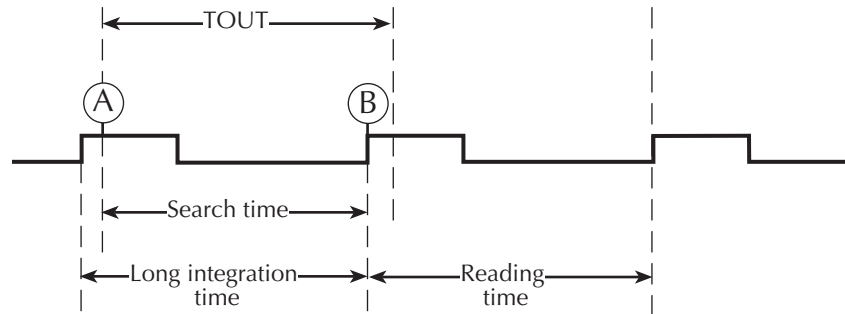 TOUT
A
B
Search time
Long integration
time
Reading
time